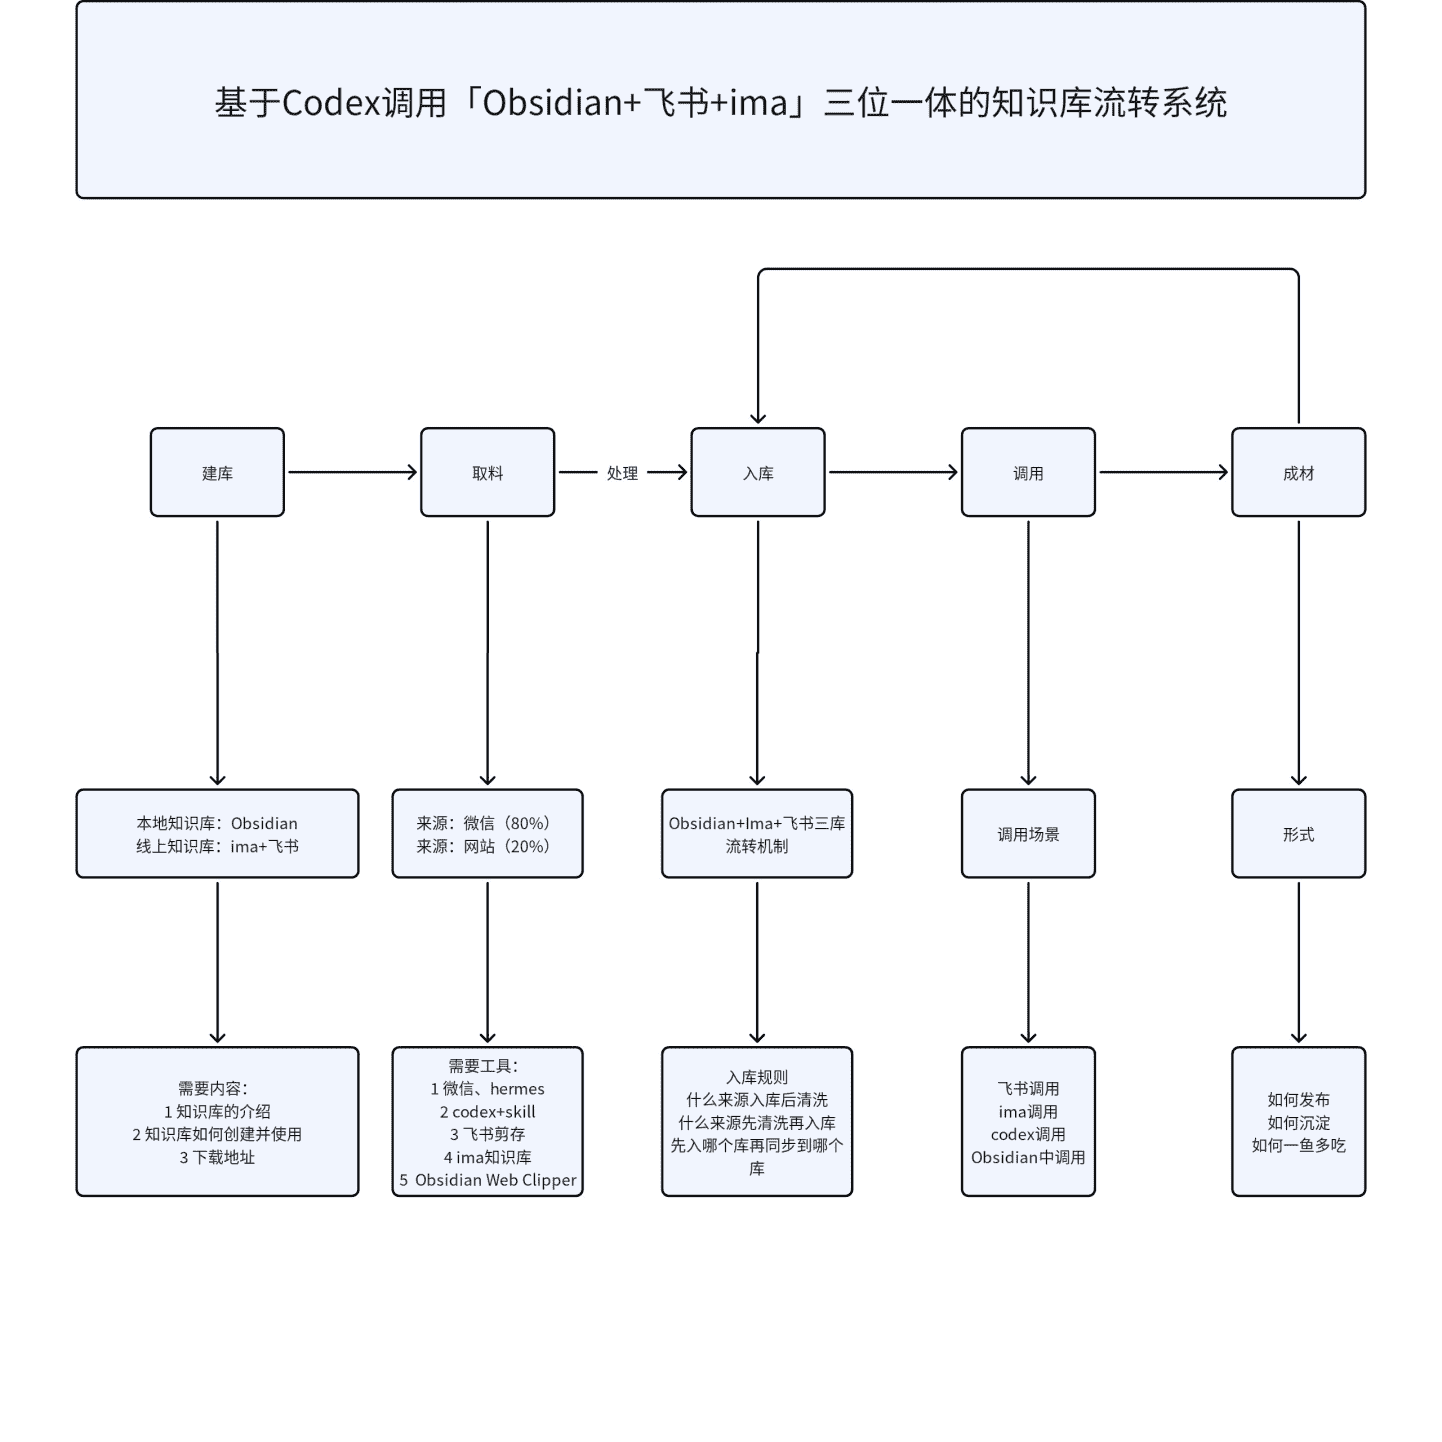 基于Codex调用「Obsidian+飞书+ima」三位一体的知识库流转系统
建库
取料
处理
入库
调用
成材
本地知识库：Obsidian
线上知识库：ima+飞书
来源：微信（80%）
来源：网站（20%）
Obsidian+Ima+飞书三库
流转机制
调用场景
形式
需要内容：
1 知识库的介绍
2 知识库如何创建并使用
3 下载地址
需要工具：
1 微信、hermes
2 codex+skill
3 飞书剪存
4 ima知识库
5 Obsidian Web Clipper
入库规则
什么来源入库后清洗
什么来源先清洗再入库
先入哪个库再同步到哪个
库
飞书调用
ima调用
codex调用
Obsidian中调用
如何发布
如何沉淀
如何一鱼多吃